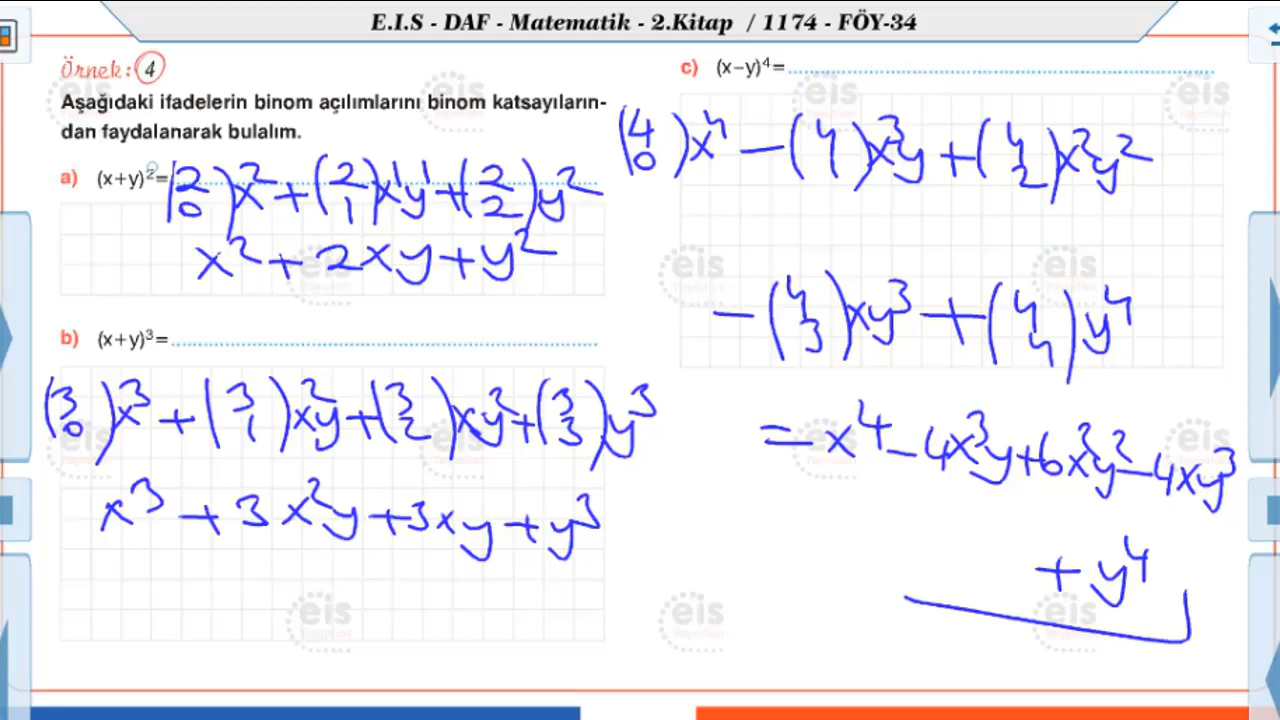 E.I.S - DAF - Matematik - 2.Kitap / 1174 - FÖY-34
Örnek: 4
Aşağıdaki ifadelerin binom açılımlarını binom katsayıların-
dan faydalanarak bulalım.
a) (x+y)²= (2 0)x² + (2 1)x¹y¹ + (2 2)y²
x² + 2xy + y²
b) (x+y)³=
(3 0)x³ + (3 1)x²y + (3 2)xy² + (3 3)y³
x³ + 3x²y + 3xy + y³
c) (x–y)⁴=
(4 0)x⁴ – (4 1)x³y + (4 2)x²y²
– (4 3)xy³ + (4 4)y⁴
= x⁴ – 4x³y + 6x²y² – 4xy³
+ y⁴
eis